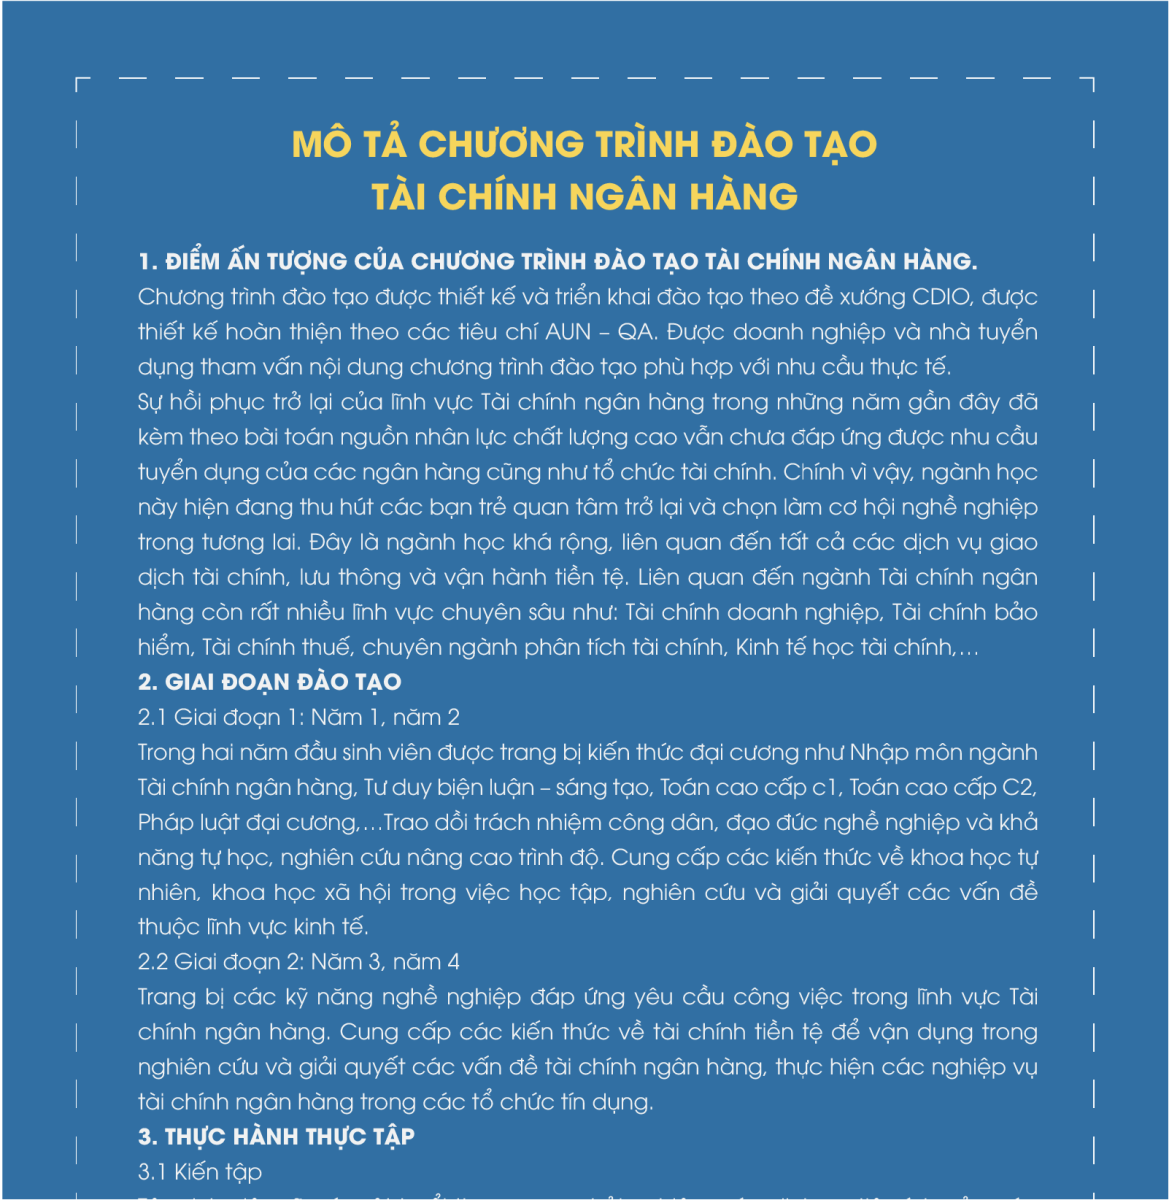 MÔ TẢ CHƯƠNG TRÌNH ĐÀO TẠO
TÀI CHÍNH NGÂN HÀNG
1. ĐIỂM ẤN TƯỢNG CỦA CHƯƠNG TRÌNH ĐÀO TẠO TÀI CHÍNH NGÂN HÀNG.
Chương trình đào tạo được thiết kế và triển khai đào tạo theo đề xướng CDIO, được
thiết kế hoàn thiện theo các tiêu chí AUN – QA. Được doanh nghiệp và nhà tuyển
dụng tham vấn nội dung chương trình đào tạo phù hợp với nhu cầu thực tế.
Sự hồi phục trở lại của lĩnh vực Tài chính ngân hàng trong những năm gần đây đã
kèm theo bài toán nguồn nhân lực chất lượng cao vẫn chưa đáp ứng được nhu cầu
tuyển dụng của các ngân hàng cũng như tổ chức tài chính. Chính vì vậy, ngành học
này hiện đang thu hút các bạn trẻ quan tâm trở lại và chọn làm cơ hội nghề nghiệp
trong tương lai. Đây là ngành học khá rộng, liên quan đến tất cả các dịch vụ giao
dịch tài chính, lưu thông và vận hành tiền tệ. Liên quan đến ngành Tài chính ngân
hàng còn rất nhiều lĩnh vực chuyên sâu như: Tài chính doanh nghiệp, Tài chính bảo
hiểm, Tài chính thuế, chuyên ngành phân tích tài chính, Kinh tế học tài chính,…
2. GIAI ĐOẠN ĐÀO TẠO
2.1 Giai đoạn 1: Năm 1, năm 2
Trong hai năm đầu sinh viên được trang bị kiến thức đại cương như Nhập môn ngành
Tài chính ngân hàng, Tư duy biện luận – sáng tạo, Toán cao cấp c1, Toán cao cấp C2,
Pháp luật đại cương,…Trao dồi trách nhiệm công dân, đạo đức nghề nghiệp và khả
năng tự học, nghiên cứu nâng cao trình độ. Cung cấp các kiến thức về khoa học tự
nhiên, khoa học xã hội trong việc học tập, nghiên cứu và giải quyết các vấn đề
thuộc lĩnh vực kinh tế.
2.2 Giai đoạn 2: Năm 3, năm 4
Trang bị các kỹ năng nghề nghiệp đáp ứng yêu cầu công việc trong lĩnh vực Tài
chính ngân hàng. Cung cấp các kiến thức về tài chính tiền tệ để vận dụng trong
nghiên cứu và giải quyết các vấn đề tài chính ngân hàng, thực hiện các nghiệp vụ
tài chính ngân hàng trong các tổ chức tín dụng.
3. THỰC HÀNH THỰC TẬP
3.1 Kiến tập